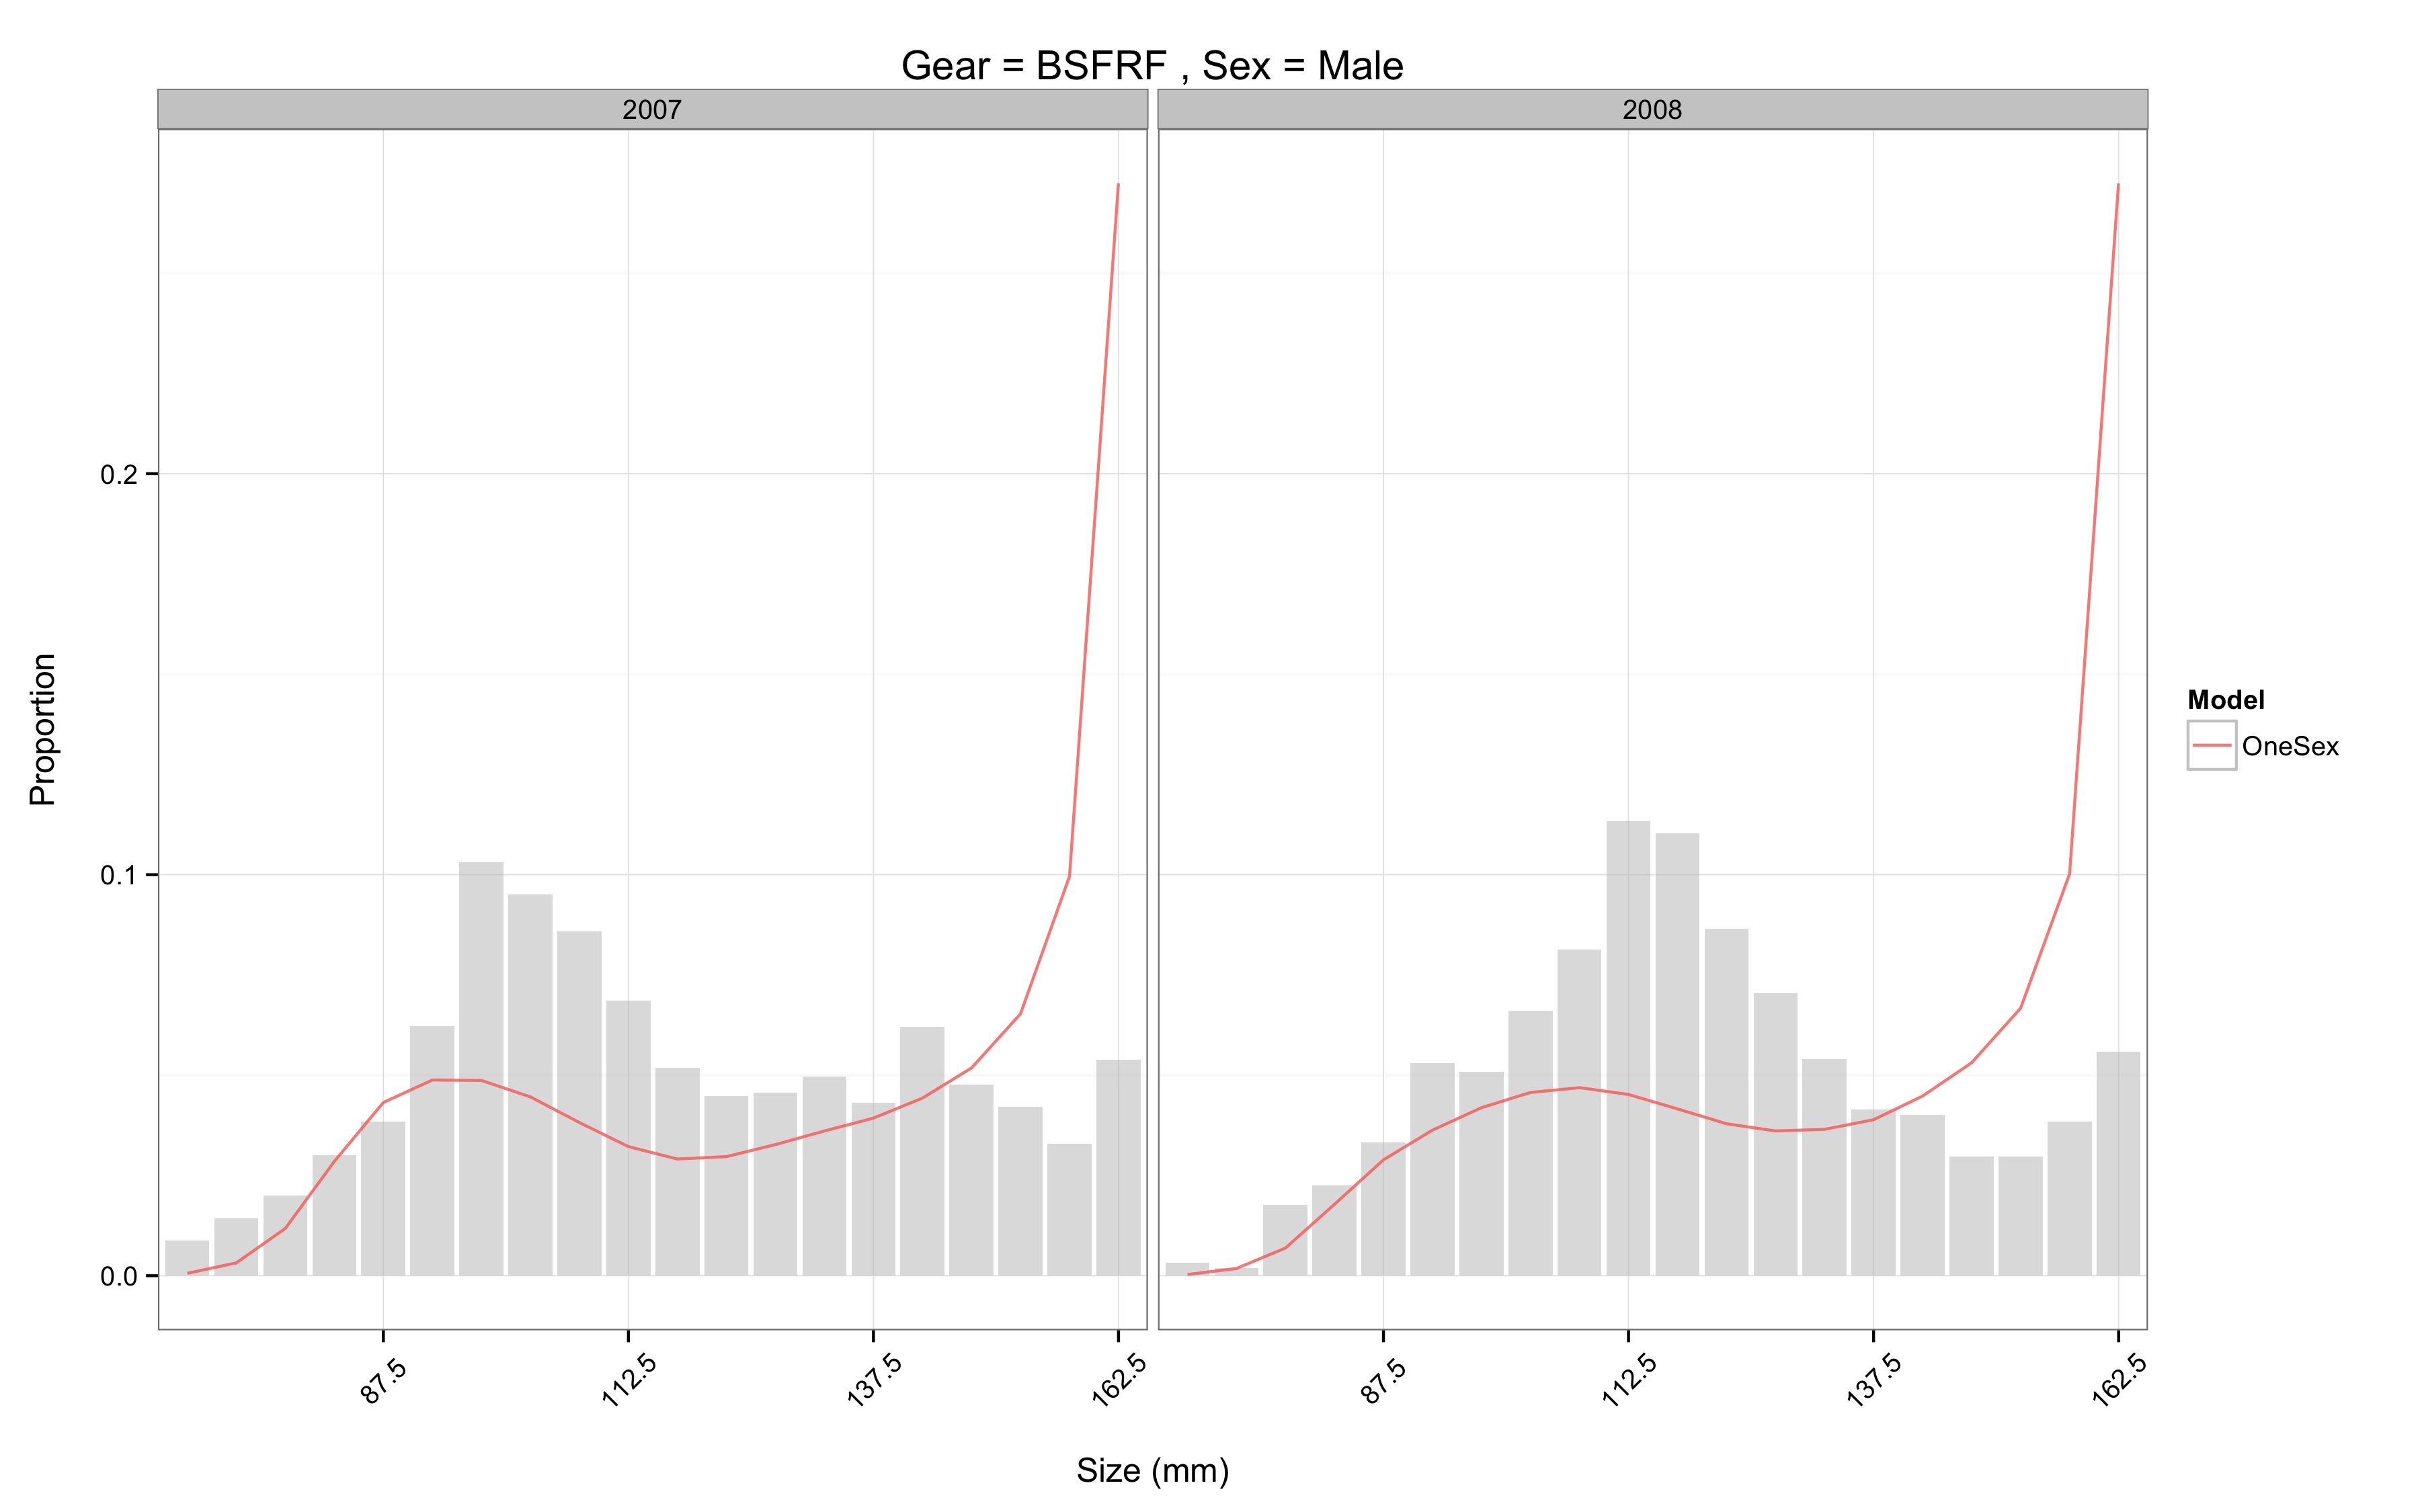 Gear = BSFRF , Sex = Male
2007
2008
Proportion
0.2
0.1
0.0
87.5
112.5
137.5
162.5
87.5
112.5
137.5
162.5
Size (mm)
Model
OneSex